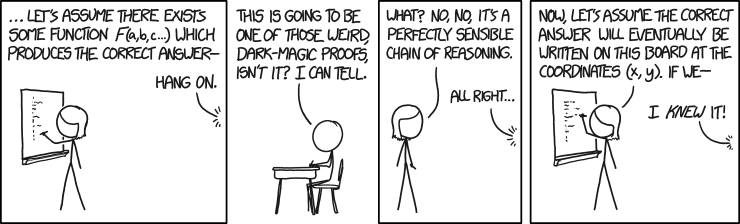 ... LET'S ASSUME THERE EXISTS
SOME FUNCTION F(a,b,c...) WHICH
PRODUCES THE CORRECT ANSWER—
HANG ON.
THIS IS GOING TO BE
ONE OF THOSE WEIRD,
DARK-MAGIC PROOFS,
ISN'T IT? I CAN TELL.
WHAT? NO, NO, IT'S A
PERFECTLY SENSIBLE
CHAIN OF REASONING.
ALL RIGHT...
NOW, LET'S ASSUME THE CORRECT
ANSWER WILL EVENTUALLY BE
WRITTEN ON THIS BOARD AT THE
COORDINATES (x, y). IF WE—
I KNEW IT!